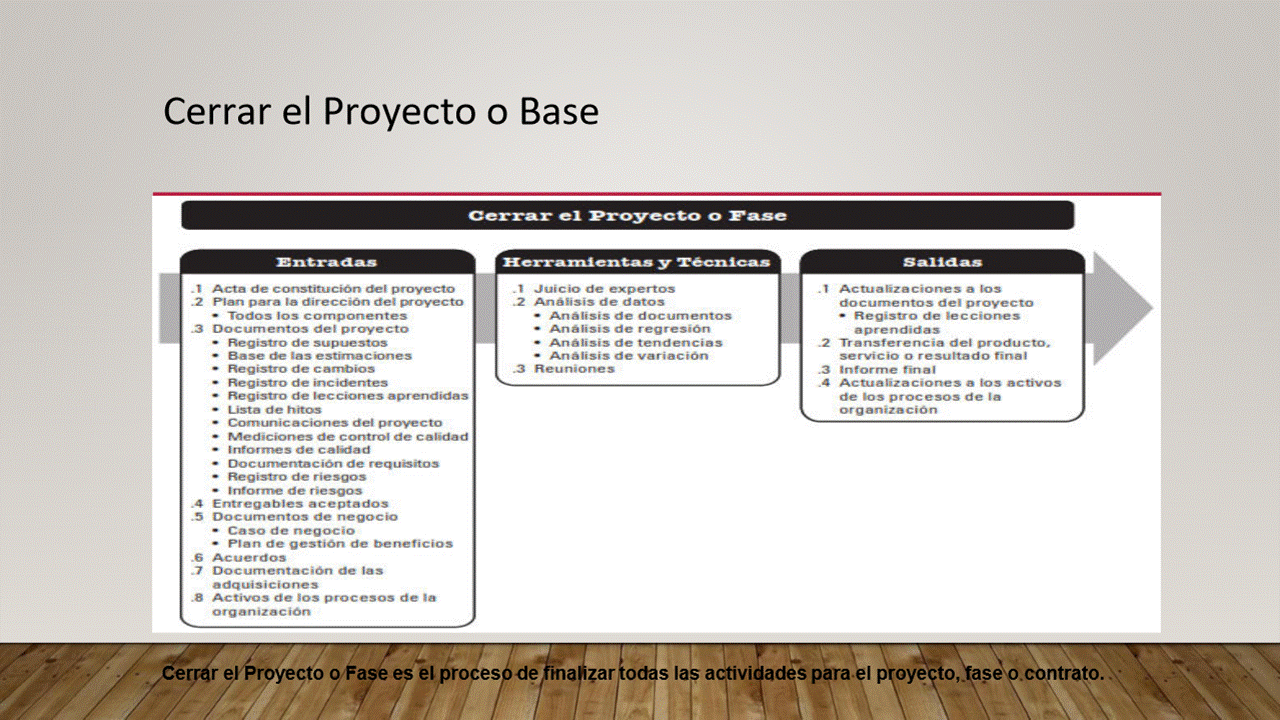 Cerrar el Proyecto o Base
Cerrar el Proyecto o Fase
Entradas
.1 Acta de constitución del proyecto
.2 Plan para la dirección del proyecto
• Todos los componentes
.3 Documentos del proyecto
• Registro de supuestos
• Base de las estimaciones
• Registro de cambios
• Registro de incidentes
• Registro de lecciones aprendidas
• Lista de hitos
• Comunicaciones del proyecto
• Mediciones de control de calidad
• Informes de calidad
• Documentación de requisitos
• Registro de riesgos
• Informe de riesgos
.4 Entregables aceptados
.5 Documentos de negocio
• Caso de negocio
• Plan de gestión de beneficios
.6 Acuerdos
.7 Documentación de las
adquisiciones
.8 Activos de los procesos de la
organización
Herramientas y Técnicas
.1 Juicio de expertos
.2 Análisis de datos
• Análisis de documentos
• Análisis de regresión
• Análisis de tendencias
• Análisis de variación
.3 Reuniones
Salidas
.1 Actualizaciones a los
documentos del proyecto
• Registro de lecciones
aprendidas
.2 Transferencia del producto,
servicio o resultado final
.3 Informe final
.4 Actualizaciones a los activos
de los procesos de la
organización
Cerrar el Proyecto o Fase es el proceso de finalizar todas las actividades para el proyecto, fase o contrato.